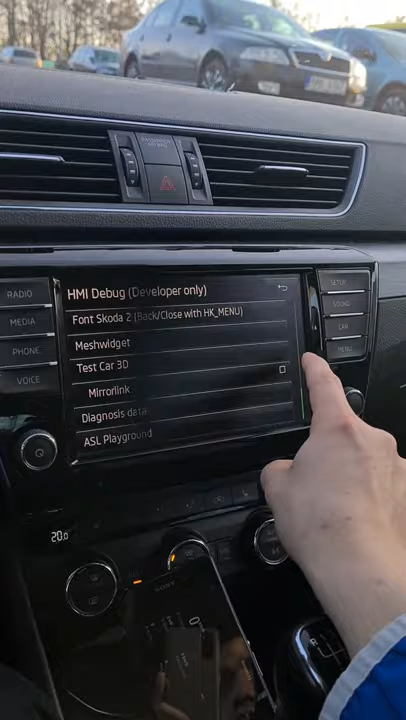 RADIO
MEDIA
PHONE
VOICE
HMI Debug (Developer only)
Font Skoda 2 (Back/Close with HK_MENU)
Meshwidget
Test Car 3D
Mirrorlink
Diagnosis data
ASL Playground
SETUP
SOUND
CAR
MENU
20.0
SONY
R